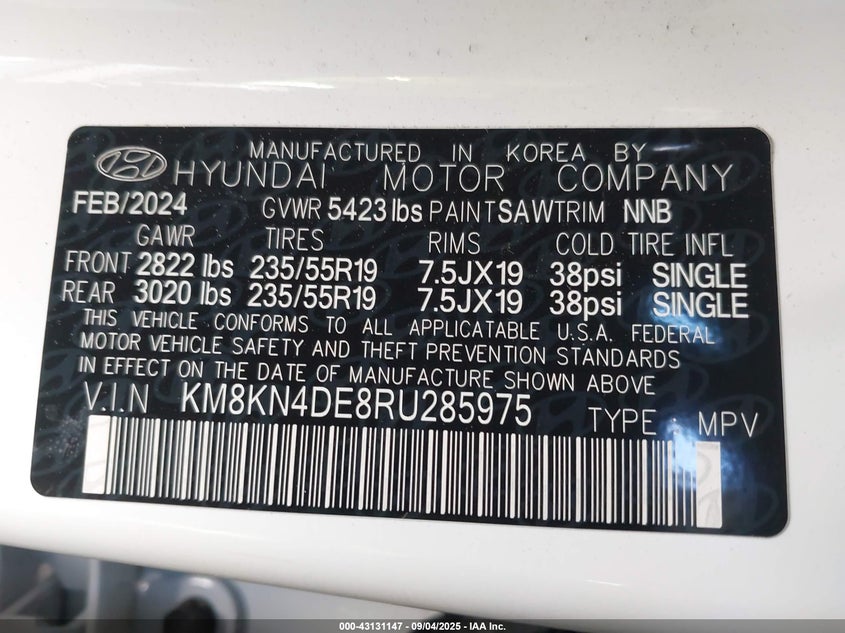 MANUFACTURED IN KOREA BY
HYUNDAI MOTOR COMPANY
FEB/2024 GVWR 5423 lbs PAINT SAW TRIM NNB
GAWR TIRES RIMS COLD TIRE INFL
FRONT 2822 lbs 235/55R19 7.5JX19 38psi SINGLE
REAR 3020 lbs 235/55R19 7.5JX19 38psi SINGLE
THIS VEHICLE CONFORMS TO ALL APPLICATABLE U.S.A. FEDERAL
MOTOR VEHICLE SAFETY AND THEFT PREVENTION STANDARDS
IN EFFECT ON THE DATE OF MANUFACTURE SHOWN ABOVE
V.I.N KM8KN4DE8RU285975 TYPE : MPV
000-43131147 - 09/04/2025 - IAA Inc.